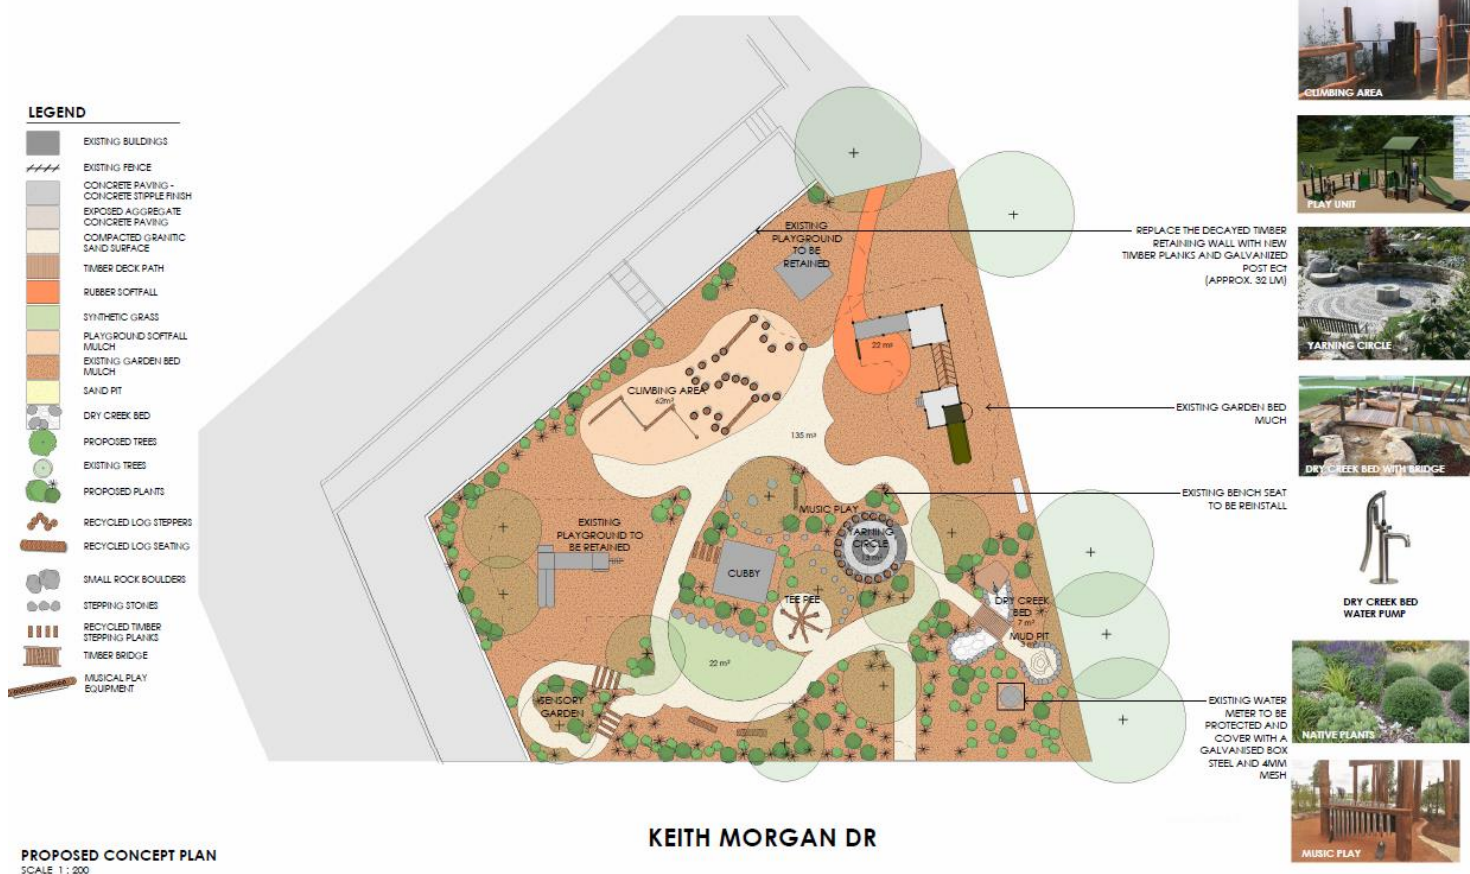 LEGEND
EXISTING BUILDINGS
EXISTING FENCE
CONCRETE PAVING -
CONCRETE STIPPLE FINISH
EXPOSED AGGREGATE
CONCRETE PAVING
COMPACTED GRANITIC
SAND SURFACE
TIMBER DECK PATH
RUBBER SOFTFALL
SYNTHETIC GRASS
PLAYGROUND SOFTFALL
MULCH
EXISTING GARDEN BED
MULCH
SAND PIT
DRY CREEK BED
PROPOSED TREES
EXISTING TREES
PROPOSED PLANTS
RECYCLED LOG STEPPERS
RECYCLED LOG SEATING
SMALL ROCK BOULDERS
STEPPING STONES
RECYCLED TIMBER
STEPPING PLANKS
TIMBER BRIDGE
MUSICAL PLAY
EQUIPMENT
PROPOSED CONCEPT PLAN
SCALE 1 : 200
EXISTING
PLAYGROUND
TO BE
RETAINED
22 m²
CLIMBING AREA
62m²
135 m²
MUSIC PLAY
YARNING
CIRCLE
13 m²
EXISTING
PLAYGROUND TO
BE RETAINED
CUBBY
TEE PEE
DRY CREEK
BED
7 m²
MUD PIT
22 m²
SENSORY
GARDEN
KEITH MORGAN DR
REPLACE THE DECAYED TIMBER
RETAINING WALL WITH NEW
TIMBER PLANKS AND GALVANIZED
POST ECT
(APPROX. 32 LM)
EXISTING GARDEN BED
MUCH
EXISTING BENCH SEAT
TO BE REINSTALL
EXISTING WATER
METER TO BE
PROTECTED AND
COVER WITH A
GALVANISED BOX
STEEL AND 4MM
MESH
CLIMBING AREA
PLAY UNIT
YARNING CIRCLE
DRY CREEK BED WITH BRIDGE
DRY CREEK BED
WATER PUMP
NATIVE PLANTS
MUSIC PLAY